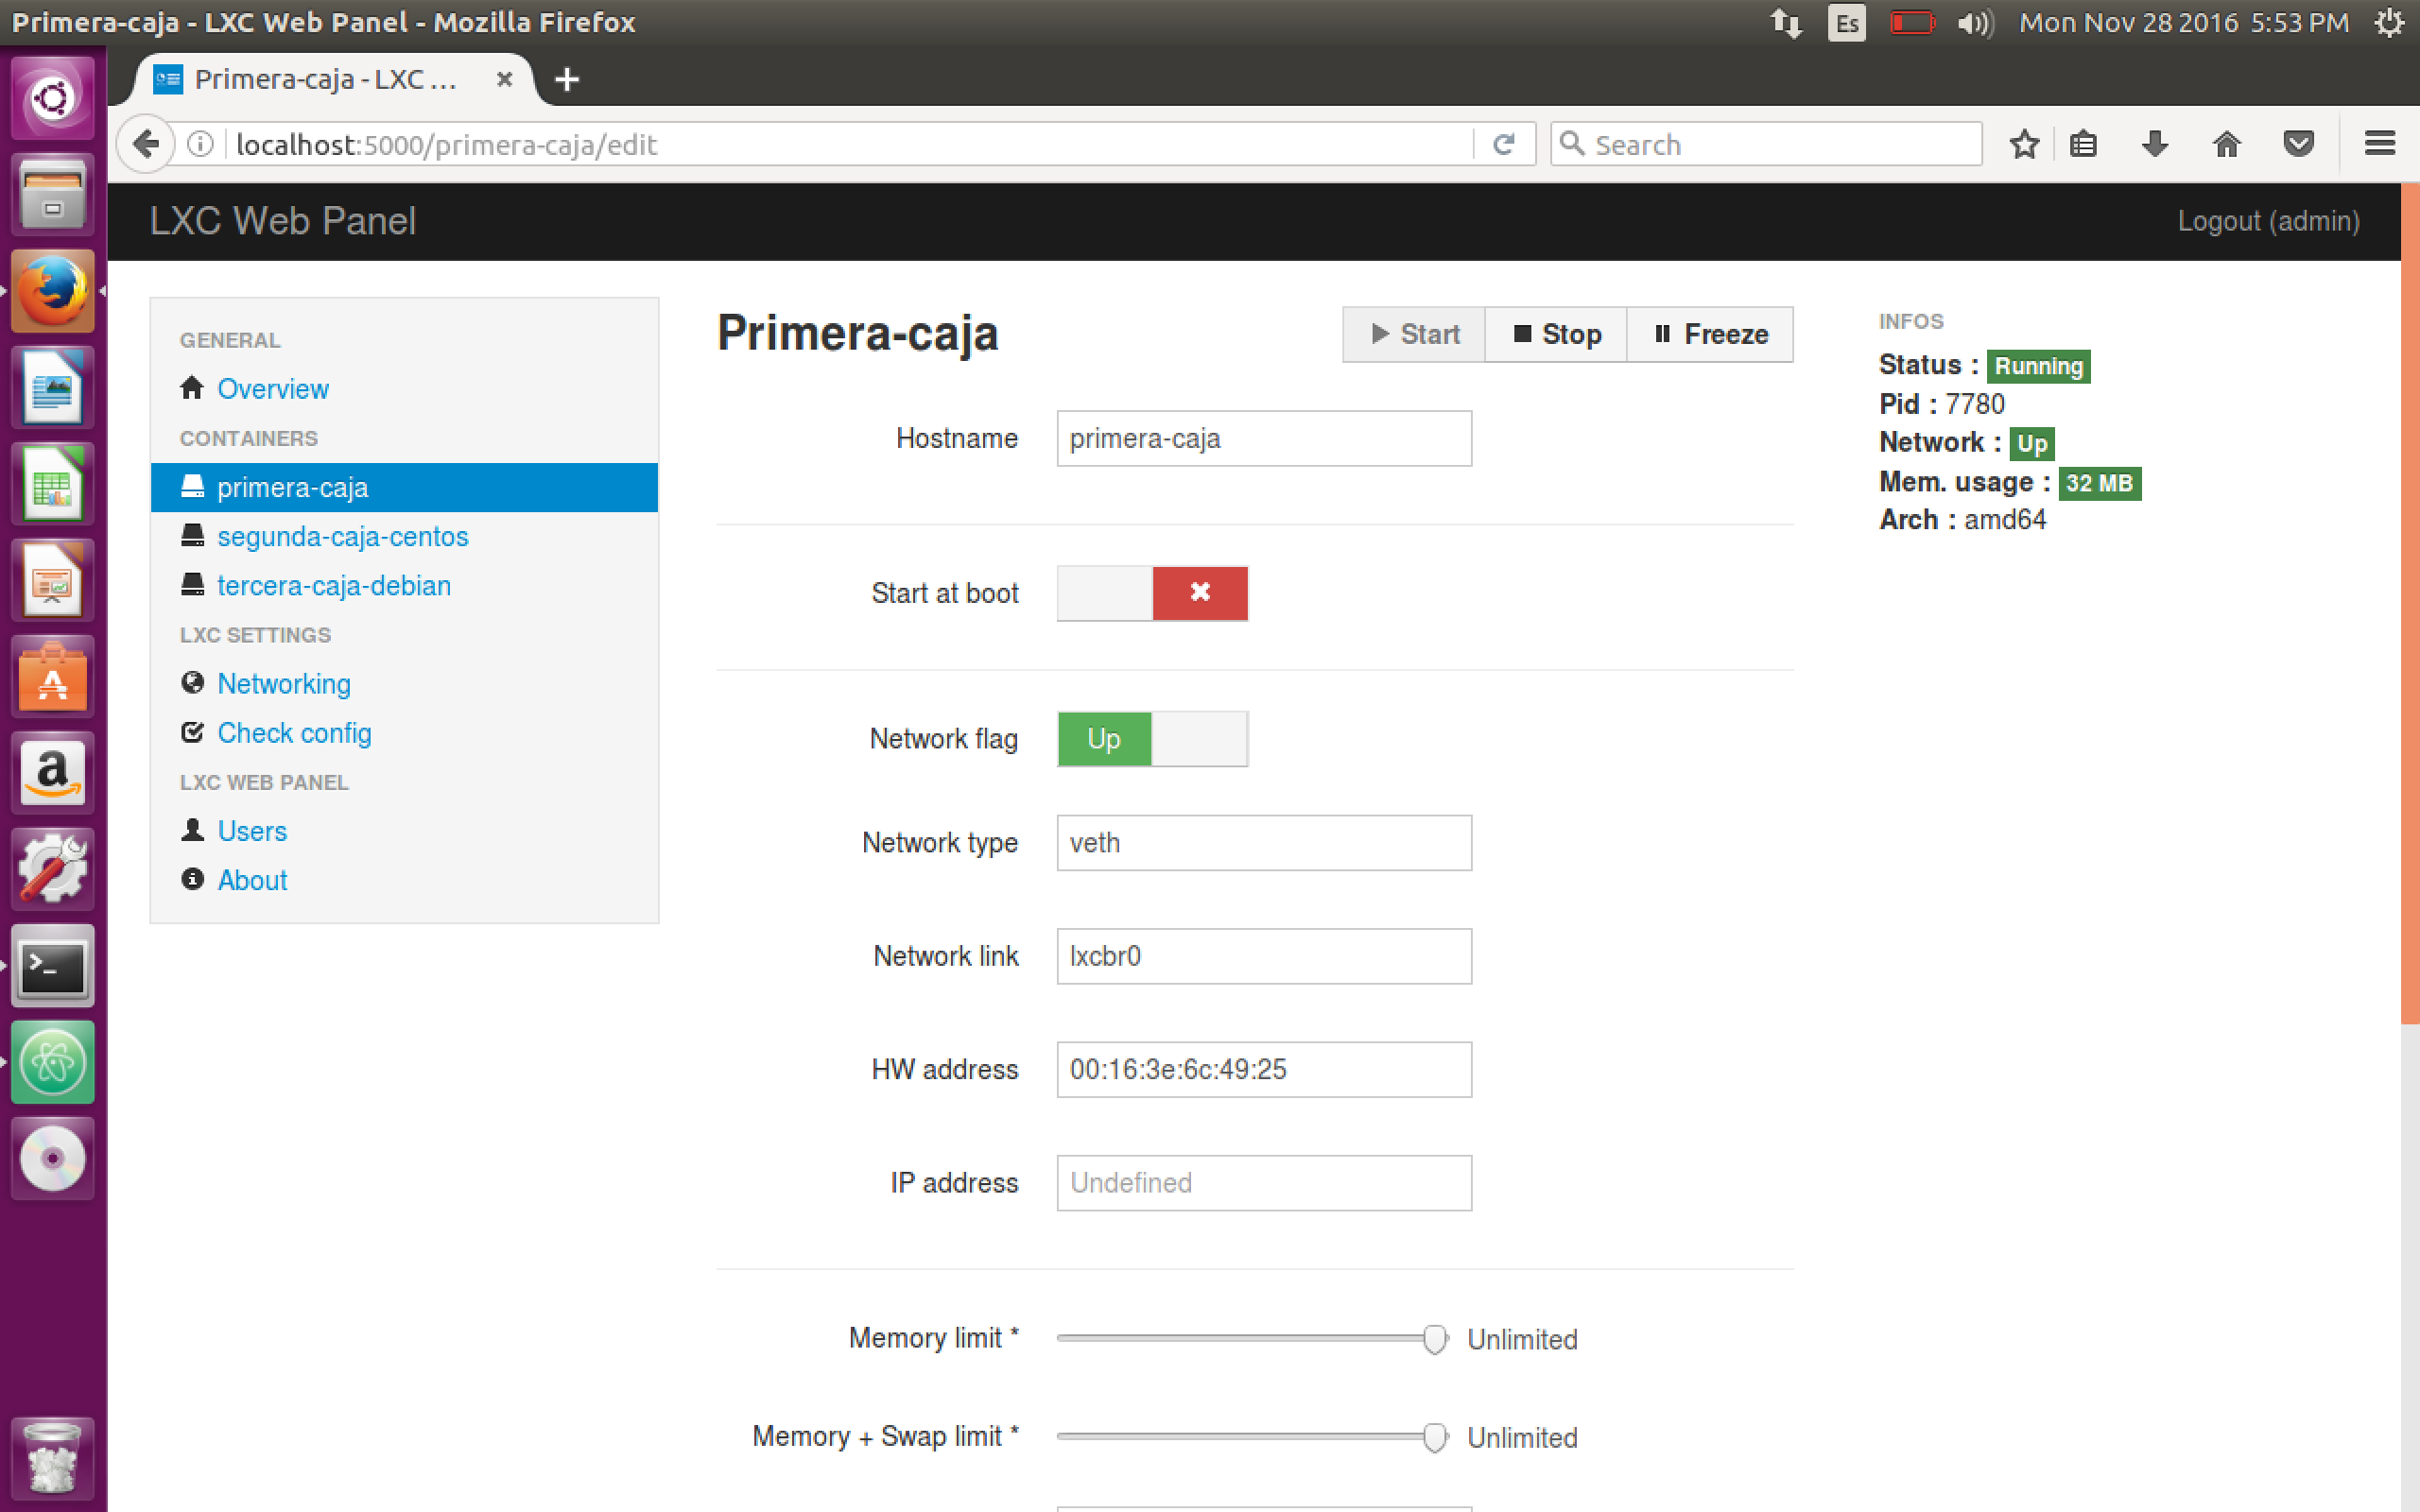 Primera-caja - LXC Web Panel - Mozilla Firefox
Es
Mon Nov 28 2016 5:53 PM
Primera-caja - LXC ...
localhost:5000/primera-caja/edit
Search
LXC Web Panel
Logout (admin)
GENERAL
Overview
CONTAINERS
primera-caja
segunda-caja-centos
tercera-caja-debian
LXC SETTINGS
Networking
Check config
LXC WEB PANEL
Users
About
Primera-caja
Start
Stop
Freeze
Hostname
primera-caja
Start at boot
Network flag
Up
Network type
veth
Network link
lxcbr0
HW address
00:16:3e:6c:49:25
IP address
Undefined
Memory limit *
Unlimited
Memory + Swap limit *
Unlimited
INFOS
Status : Running
Pid : 7780
Network : Up
Mem. usage : 32 MB
Arch : amd64